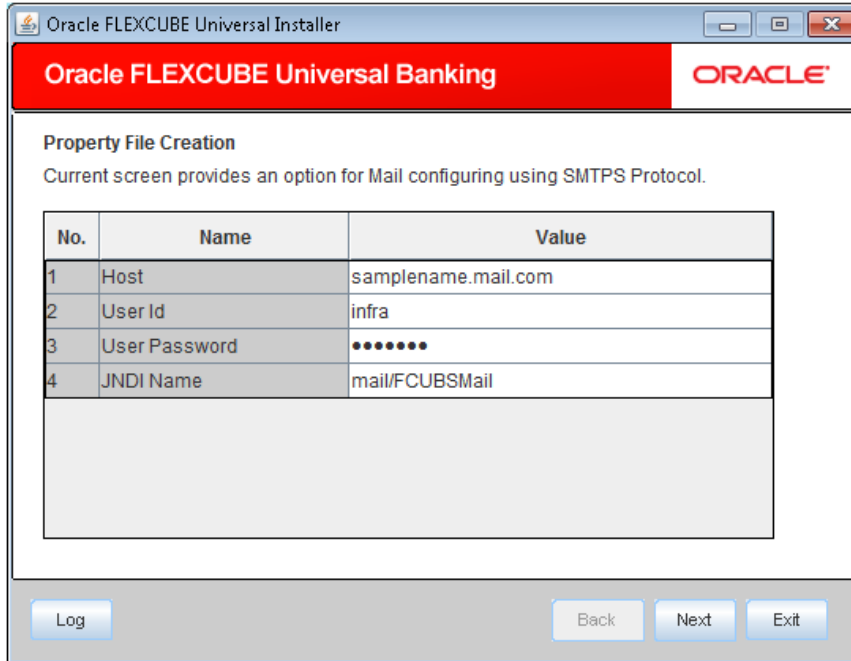 Oracle FLEXCUBE Universal Installer
Oracle FLEXCUBE Universal Banking
ORACLE
Property File Creation
Current screen provides an option for Mail configuring using SMTPS Protocol.
No. Name Value
1 Host samplename.mail.com
2 User Id infra
3 User Password •••••••
4 JNDI Name mail/FCUBSMail
Log Back Next Exit